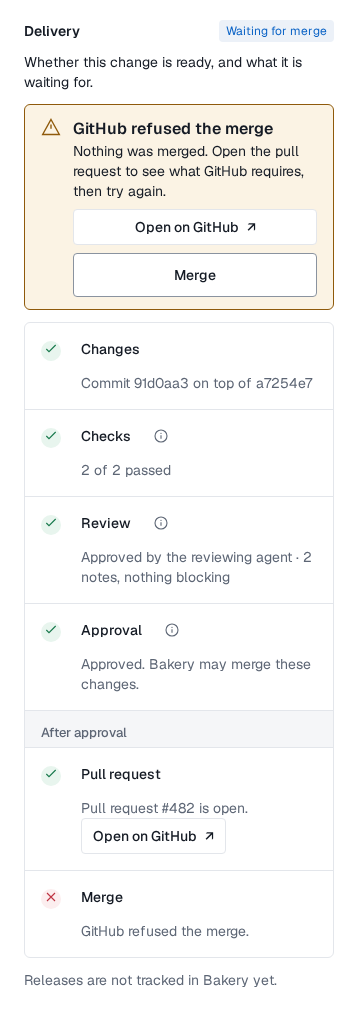 Delivery
Waiting for merge
Whether this change is ready, and what it is
waiting for.
GitHub refused the merge
Nothing was merged. Open the pull
request to see what GitHub requires,
then try again.
Open on GitHub ↗
Merge
Changes
Commit 91d0aa3 on top of a7254e7
Checks
2 of 2 passed
Review
Approved by the reviewing agent · 2
notes, nothing blocking
Approval
Approved. Bakery may merge these
changes.
After approval
Pull request
Pull request #482 is open.
Open on GitHub ↗
Merge
GitHub refused the merge.
Releases are not tracked in Bakery yet.